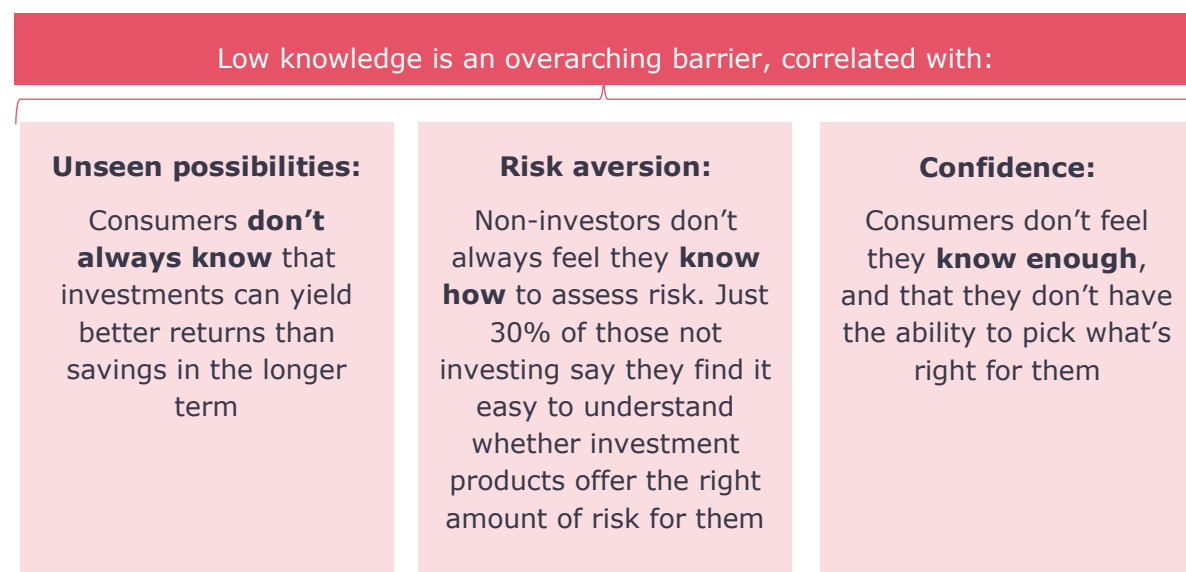 Low knowledge is an overarching barrier, correlated with:
Unseen possibilities:
Consumers don’t
always know that
investments can yield
better returns than
savings in the longer
term
Risk aversion:
Non-investors don’t
always feel they know
how to assess risk. Just
30% of those not
investing say they find it
easy to understand
whether investment
products offer the right
amount of risk for them
Confidence:
Consumers don’t feel
they know enough,
and that they don’t have
the ability to pick what’s
right for them